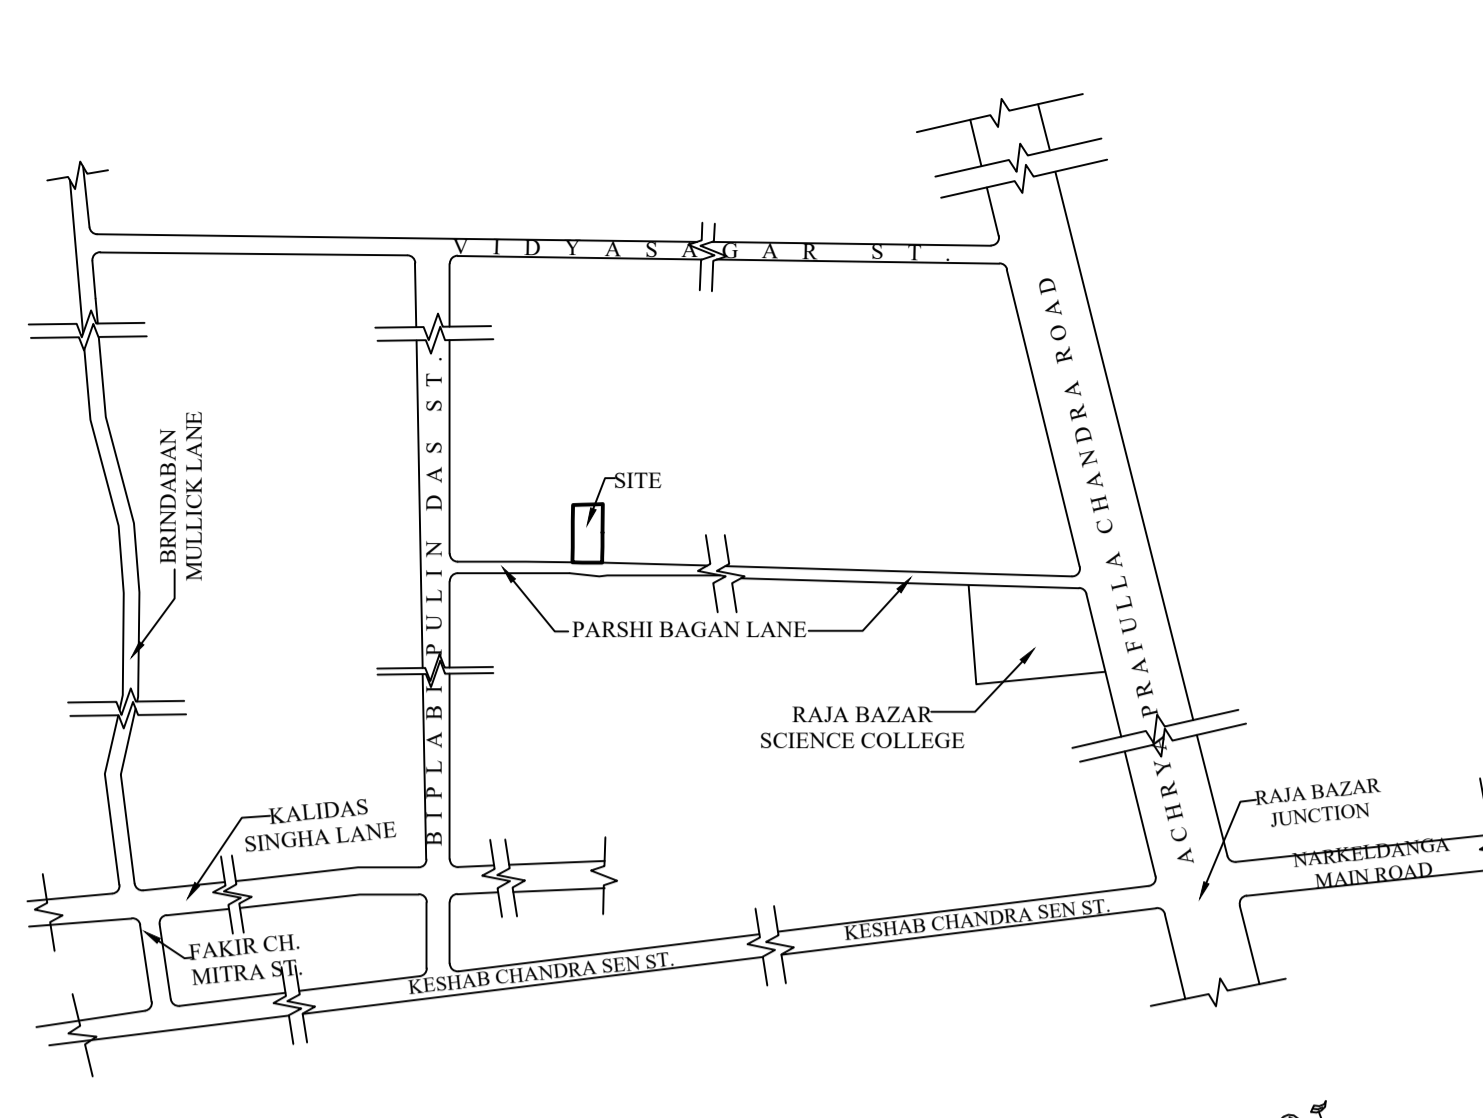 VIDYASAGAR ST.
ACHRYA PRAFULLA CHANDRA ROAD
BRINDABAN
MULLICK LANE
BIPLABI PULIN DAS ST.
SITE
PARSHI BAGAN LANE
RAJA BAZAR
SCIENCE COLLEGE
RAJA BAZAR
JUNCTION
KALIDAS
SINGHA LANE
NARKELDANGA
MAIN ROAD
FAKIR CH.
MITRA ST.
KESHAB CHANDRA SEN ST.
KESHAB CHANDRA SEN ST.